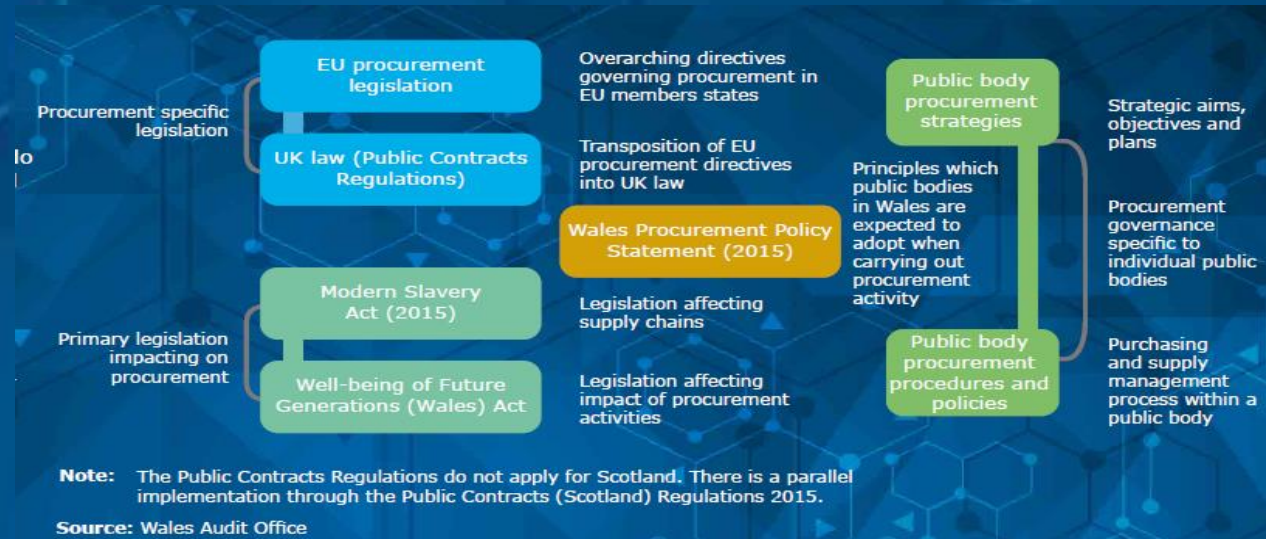 Procurement specific
legislation
EU procurement
legislation
Overarching directives
governing procurement in
EU members states
UK law (Public Contracts
Regulations)
Transposition of EU
procurement directives
into UK law
Wales Procurement Policy
Statement (2015)
Principles which
public bodies
in Wales are
expected to
adopt when
carrying out
procurement
activity
Primary legislation
impacting on
procurement
Modern Slavery
Act (2015)
Legislation affecting
supply chains
Well-being of Future
Generations (Wales) Act
Legislation affecting
impact of procurement
activities
Public body
procurement
strategies
Strategic aims,
objectives and
plans
Procurement
governance
specific to
individual public
bodies
Public body
procurement
procedures and
policies
Purchasing
and supply
management
process within a
public body
Note: The Public Contracts Regulations do not apply for Scotland. There is a parallel
implementation through the Public Contracts (Scotland) Regulations 2015.
Source: Wales Audit Office